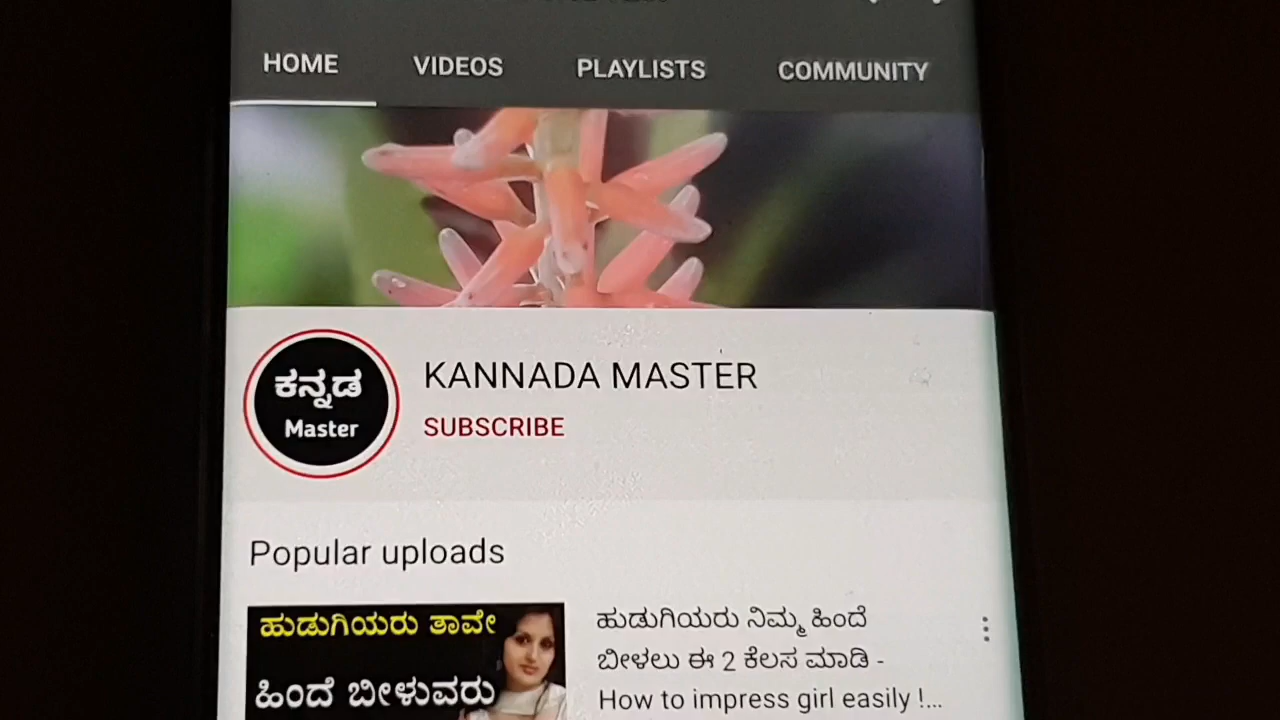 HOME VIDEOS PLAYLISTS COMMUNITY
ಕನ್ನಡ
Master
KANNADA MASTER
SUBSCRIBE
Popular uploads
ಹುಡುಗಿಯರು ತಾವೇ
ಹಿಂದೆ ಬೀಳುವರು
ಹುಡುಗಿಯರು ನಿಮ್ಮ ಹಿಂದೆ
ಬೀಳಲು ಈ 2 ಕೆಲಸ ಮಾಡಿ -
How to impress girl easily !...